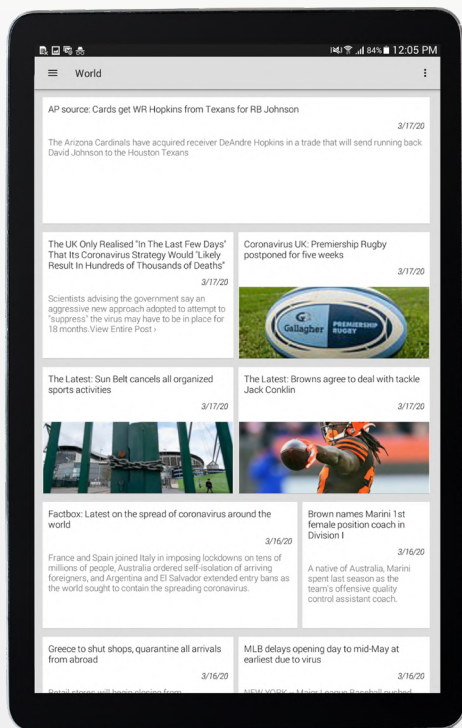 84% 12:05 PM
World
AP source: Cards get WR Hopkins from Texans for RB Johnson
3/17/20
The Arizona Cardinals have acquired receiver DeAndre Hopkins in a trade that will send running back
David Johnson to the Houston Texans
The UK Only Realised "In The Last Few Days"
That Its Coronavirus Strategy Would "Likely
Result In Hundreds of Thousands of Deaths"
3/17/20
Scientists advising the government say an
aggressive new approach adopted to attempt to
"suppress" the virus may have to be in place for
18 months.View Entire Post ›
Coronavirus UK: Premiership Rugby
postponed for five weeks
3/17/20
G
Gallagher
PREMIERSHIP
RUGBY
The Latest: Sun Belt cancels all organized
sports activities
3/17/20
The Latest: Browns agree to deal with tackle
Jack Conklin
3/17/20
Factbox: Latest on the spread of coronavirus around the
world
3/16/20
France and Spain joined Italy in imposing lockdowns on tens of
millions of people, Australia ordered self-isolation of arriving
foreigners, and Argentina and El Salvador extended entry bans as
the world sought to contain the spreading coronavirus.
Brown names Marini 1st
female position coach in
Division I
3/16/20
A native of Australia, Marini
spent last season as the
team's offensive quality
control assistant coach.
Greece to shut shops, quarantine all arrivals
from abroad
3/16/20
Retail stores will begin closing from
MLB delays opening day to mid-May at
earliest due to virus
3/16/20
NEW YORK – Major League Baseball pushed